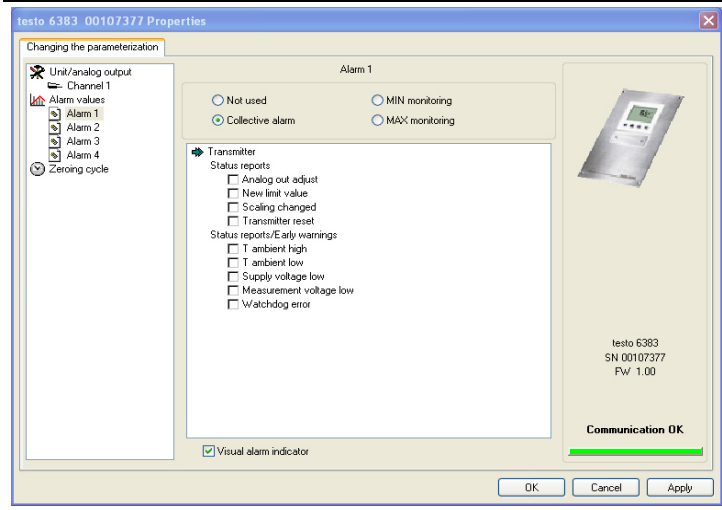 testo 6383 00107377 Properties
Changing the parameterization
Unit/analog output
Channel 1
Alarm values
Alarm 1
Alarm 2
Alarm 3
Alarm 4
Zeroing cycle
Alarm 1
Not used
MIN monitoring
Collective alarm
MAX monitoring
Transmitter
Status reports
Analog out adjust
New limit value
Scaling changed
Transmitter reset
Status reports/Early warnings
T ambient high
T ambient low
Supply voltage low
Measurement voltage low
Watchdog error
Visual alarm indicator
testo 6383
SN 00107377
FW 1.00
Communication OK
OK
Cancel
Apply